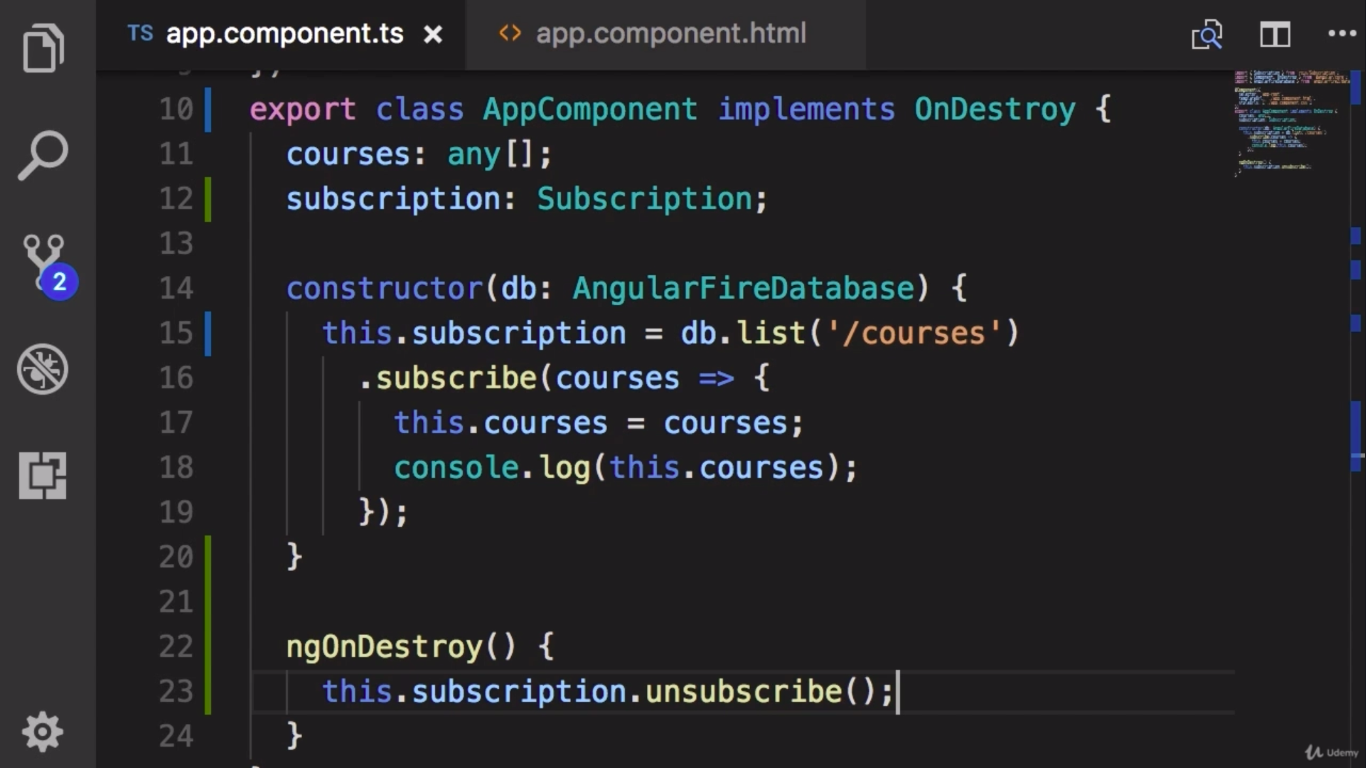 TS app.component.ts × <> app.component.html ...
10 export class AppComponent implements OnDestroy {
11 courses: any[];
12 subscription: Subscription;
13
14 constructor(db: AngularFireDatabase) {
15 this.subscription = db.list('/courses')
16 .subscribe(courses => {
17 this.courses = courses;
18 console.log(this.courses);
19 });
20 }
21
22 ngOnDestroy() {
23 this.subscription.unsubscribe();
24 }
2
Udemy